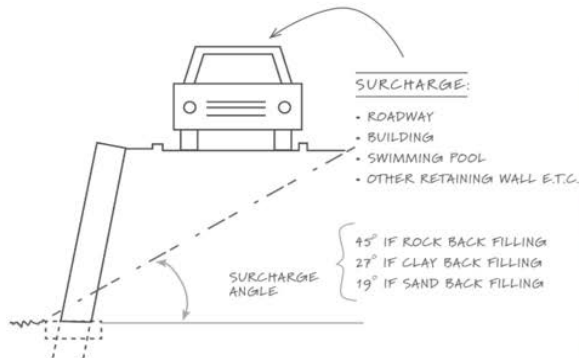 SURCHARGE:
• ROADWAY
• BUILDING
• SWIMMING POOL
• OTHER RETAINING WALL E.T.C.
SURCHARGE
ANGLE
45° IF ROCK BACK FILLING
27° IF CLAY BACK FILLING
19° IF SAND BACK FILLING